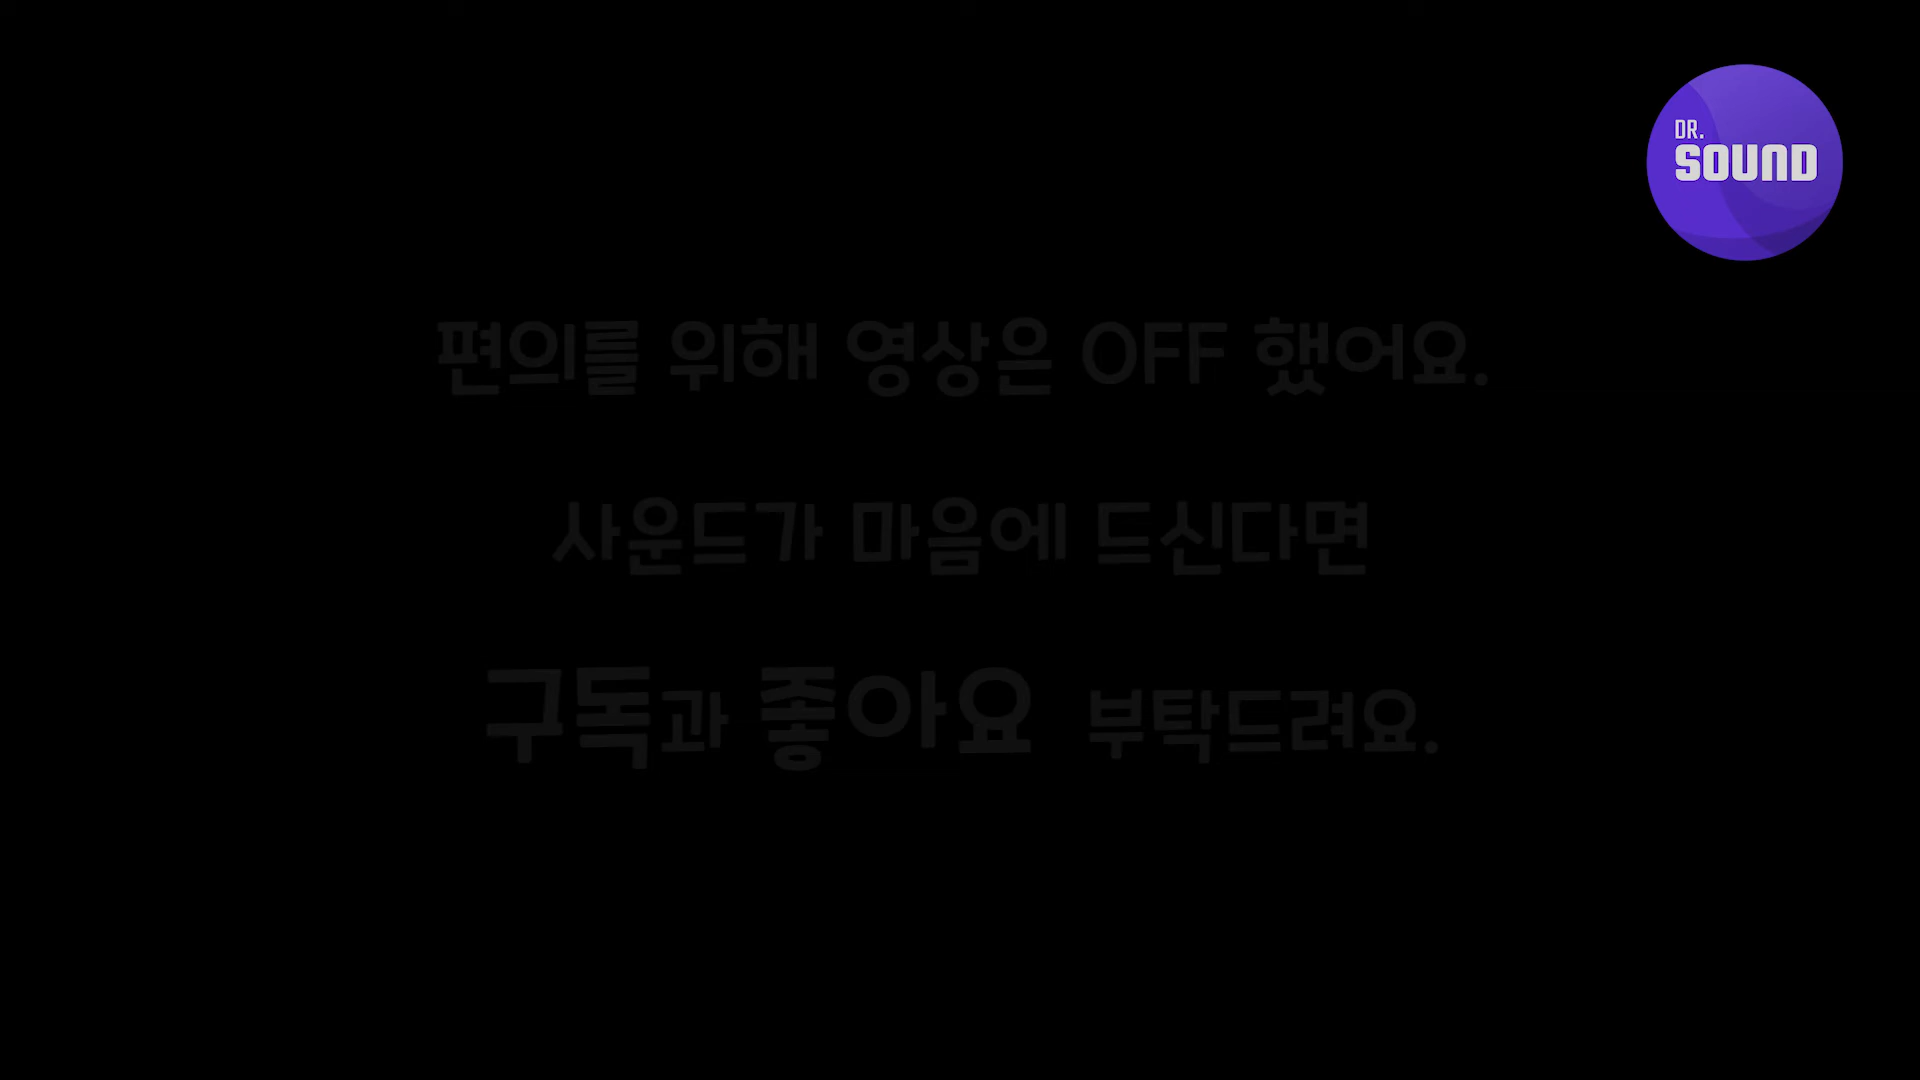 DR.
SOUND
편의를 위해 영상은 OFF 했어요.
사운드가 마음에 드신다면
구독과 좋아요 부탁드려요.